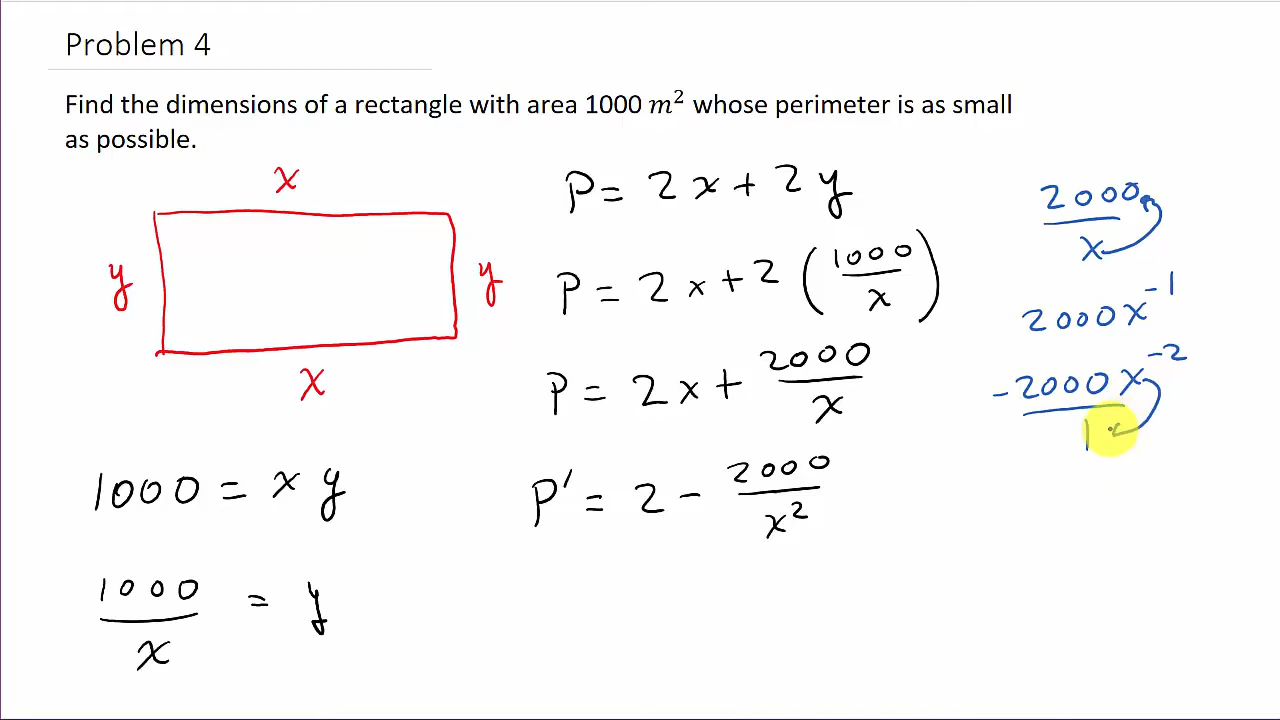 Problem 4
Find the dimensions of a rectangle with area 1000 m² whose perimeter is as small
as possible.
x
y
y
x
1000 = x y
1000/x = y
P = 2x + 2y
P = 2x + 2(1000/x)
P = 2x + 2000/x
P' = 2 - 2000/x²
2000/x
2000x⁻¹
-2000x⁻²
1